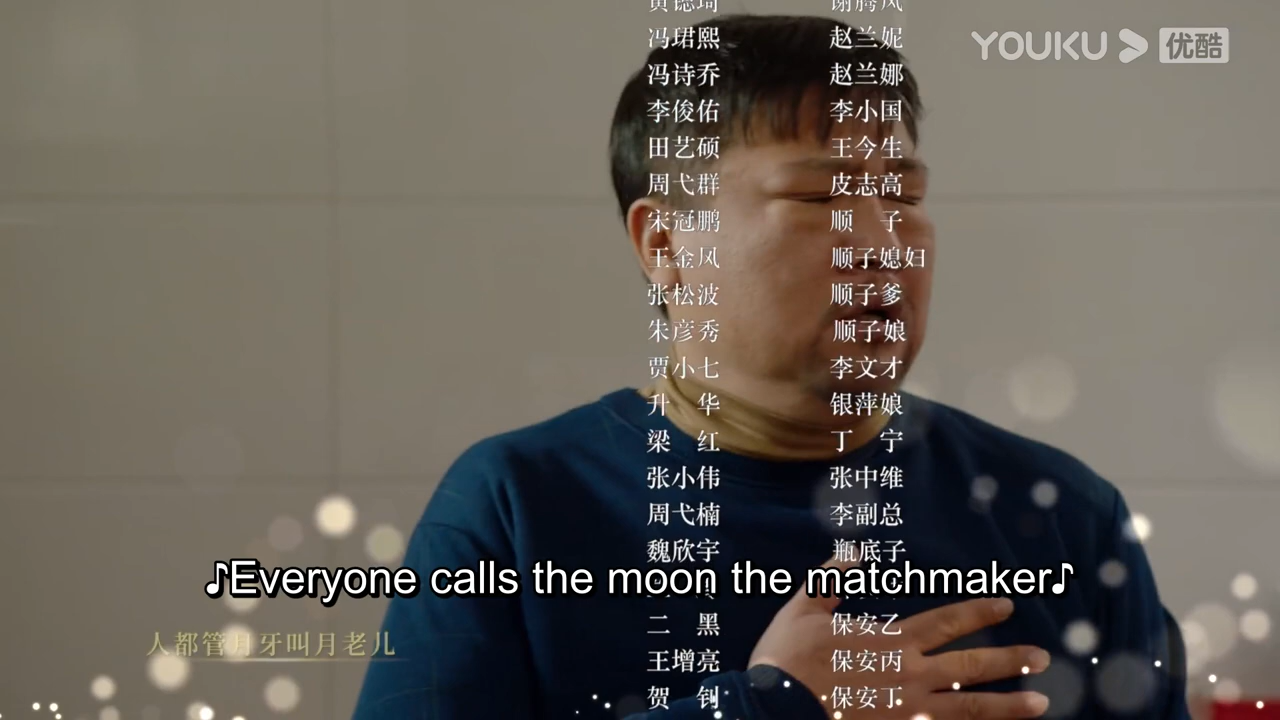 YOUKU 优酷
黄德琦 谢腾风
冯珺熙 赵兰妮
冯诗乔 赵兰娜
李俊佑 李小国
田艺硕 王今生
周弋群 皮志高
宋冠鹏 顺 子
王金凤 顺子媳妇
张松波 顺子爹
朱彦秀 顺子娘
贾小七 李文才
升 华 银萍娘
梁 红 丁 宁
张小伟 张中维
周弋楠 李副总
魏欣宇 瓶底子
♪Everyone calls the moon the matchmaker♪
二 黑 保安乙
人都管月牙叫月老儿
王增亮 保安丙
贺 钊 保安丁